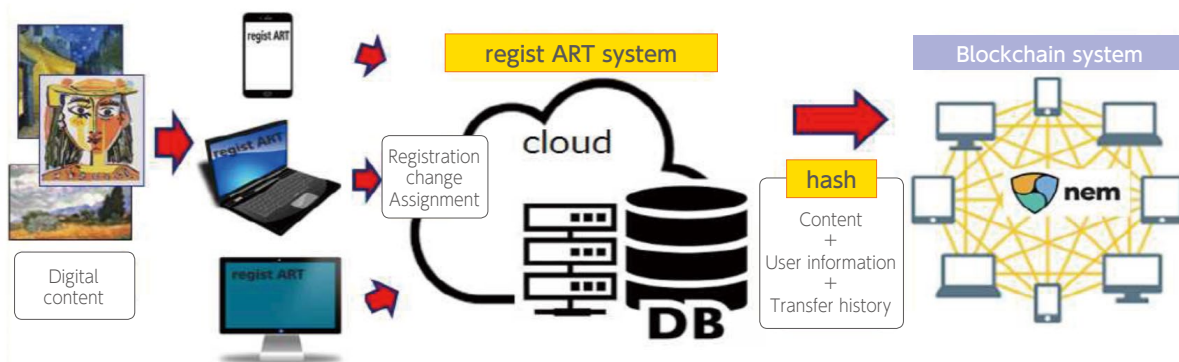 regist ART
regist ART system
Blockchain system
regist ART
cloud
Registration
change
Assignment
hash
nem
Content
+
User information
+
Transfer history
Digital
content
regist ART
DB